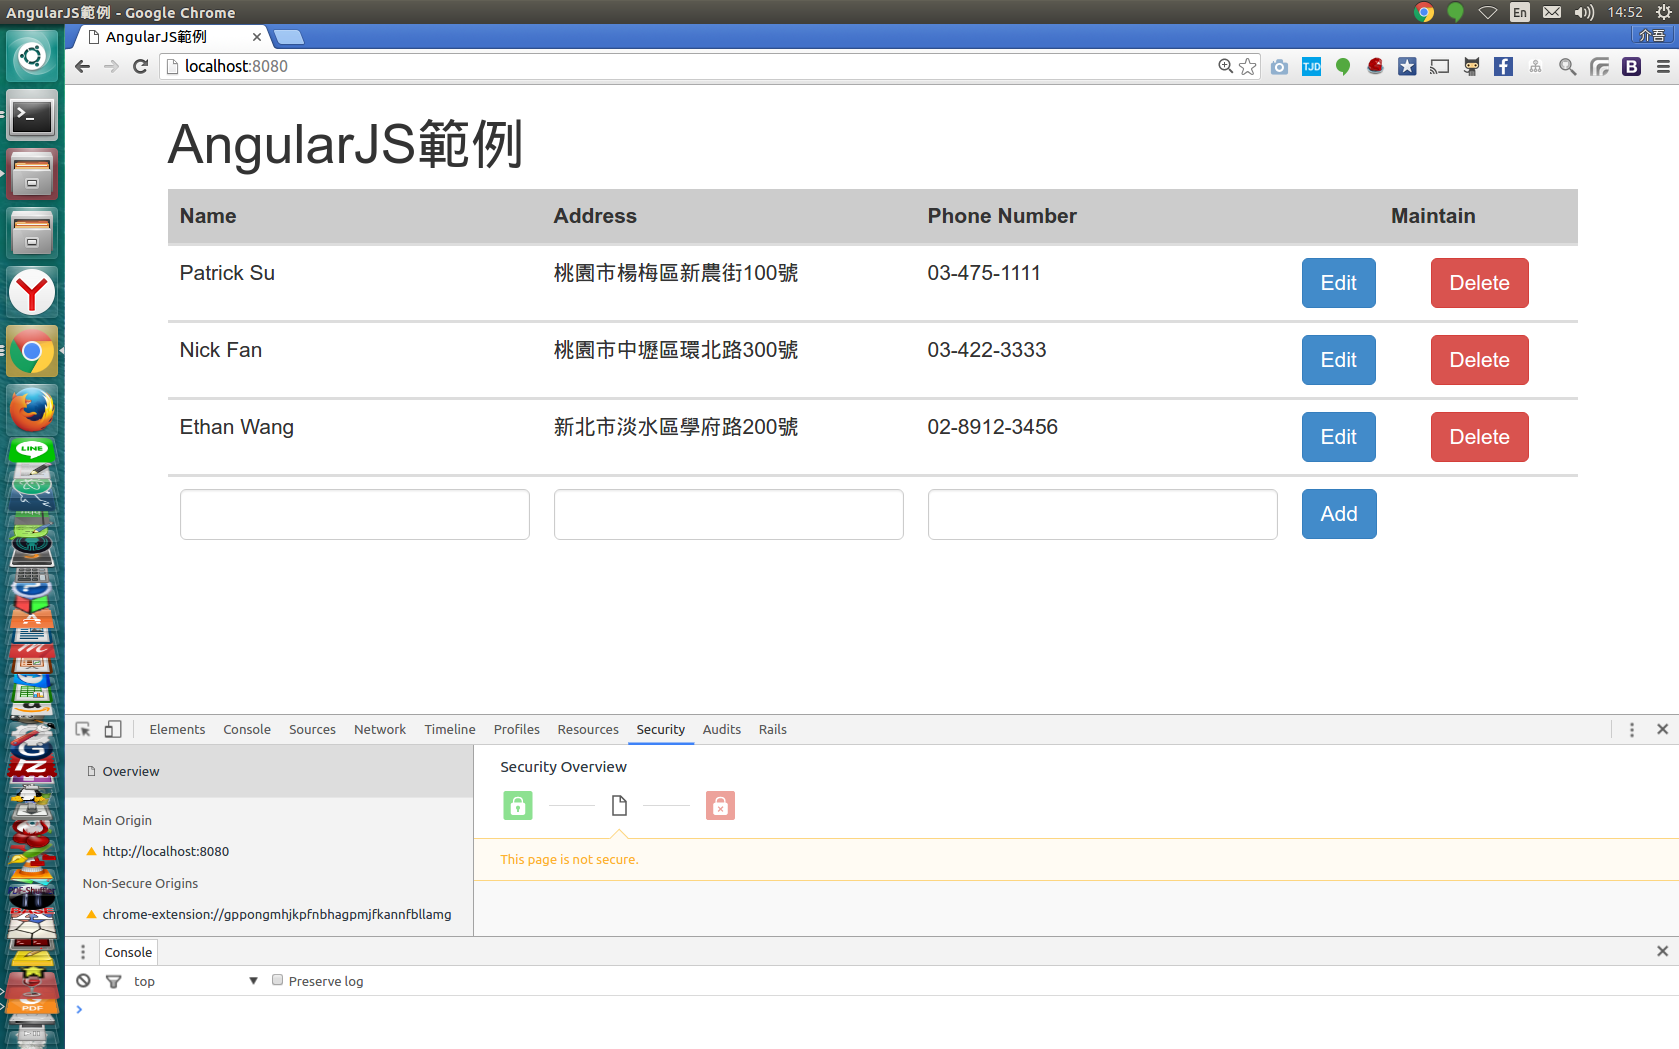 AngularJS範例 - Google Chrome
En
14:52
AngularJS範例
介吾
localhost:8080
TJD
B
AngularJS範例
Name Address Phone Number Maintain
Patrick Su 桃園市楊梅區新農街100號 03-475-1111 Edit Delete
Nick Fan 桃園市中壢區環北路300號 03-422-3333 Edit Delete
Ethan Wang 新北市淡水區學府路200號 02-8912-3456 Edit Delete
Add
LINE
Elements Console Sources Network Timeline Profiles Resources Security Audits Rails
Overview
Main Origin
http://localhost:8080
Non-Secure Origins
chrome-extension://gppongmhjkpfnbhagpmjfkannfbllamg
Security Overview
This page is not secure.
Console
top
Preserve log
PDF